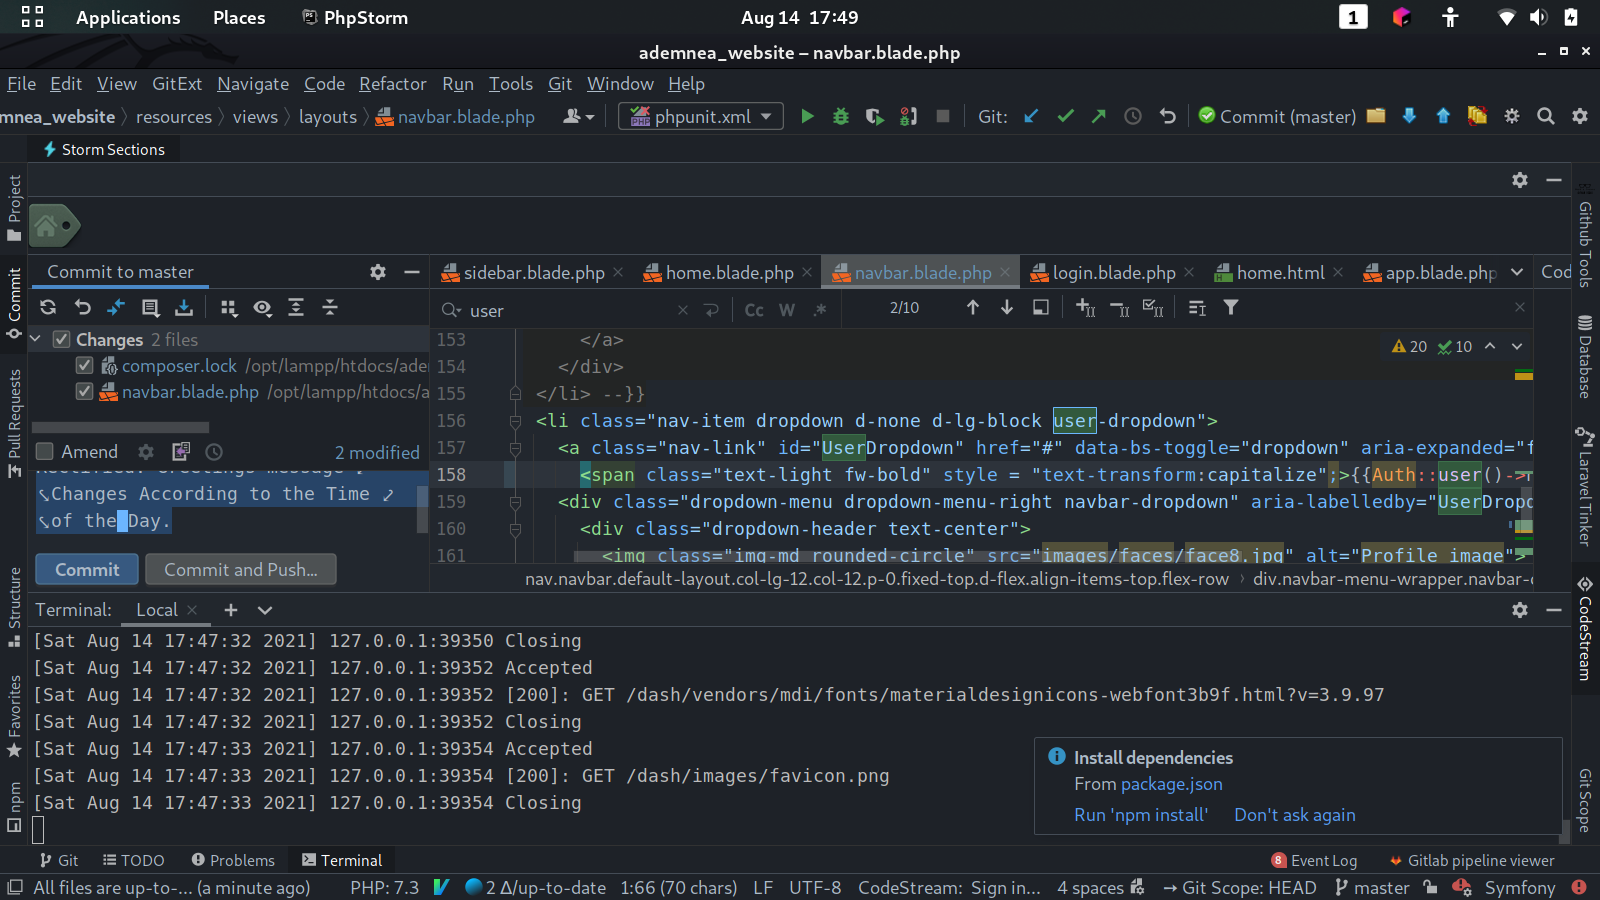 Applications Places PhpStorm Aug 14 17:49 1
ademnea_website – navbar.blade.php
File Edit View GitExt Navigate Code Refactor Run Tools Git Window Help
mnea_website resources views layouts navbar.blade.php phpunit.xml Git: Commit (master)
Storm Sections
Commit to master
sidebar.blade.php home.blade.php navbar.blade.php login.blade.php home.html app.blade.php Cod
user Cc W .* 2/10
Changes 2 files
composer.lock /opt/lampp/htdocs/ade
navbar.blade.php /opt/lampp/htdocs/a
Amend 2 modified
Changes According to the Time
of the Day.
Commit Commit and Push...
20 10
153 </a>
154 </div>
155 </li> --}}
156 <li class="nav-item dropdown d-none d-lg-block user-dropdown">
157 <a class="nav-link" id="UserDropdown" href="#" data-bs-toggle="dropdown" aria-expanded="f
158 <span class="text-light fw-bold" style = "text-transform:capitalize";>{{Auth::user()->
159 <div class="dropdown-menu dropdown-menu-right navbar-dropdown" aria-labelledby="UserDrop
160 <div class="dropdown-header text-center">
161 <img class="img-md rounded-circle" src="images/faces/face8.jpg" alt="Profile image">
nav.navbar.default-layout.col-lg-12.col-12.p-0.fixed-top.d-flex.align-items-top.flex-row div.navbar-menu-wrapper.navbar-
Terminal: Local
[Sat Aug 14 17:47:32 2021] 127.0.0.1:39350 Closing
[Sat Aug 14 17:47:32 2021] 127.0.0.1:39352 Accepted
[Sat Aug 14 17:47:32 2021] 127.0.0.1:39352 [200]: GET /dash/vendors/mdi/fonts/materialdesignicons-webfont3b9f.html?v=3.9.97
[Sat Aug 14 17:47:32 2021] 127.0.0.1:39352 Closing
[Sat Aug 14 17:47:33 2021] 127.0.0.1:39354 Accepted
[Sat Aug 14 17:47:33 2021] 127.0.0.1:39354 [200]: GET /dash/images/favicon.png
[Sat Aug 14 17:47:33 2021] 127.0.0.1:39354 Closing
Install dependencies
From package.json
Run 'npm install' Don't ask again
Project
Commit
Pull Requests
Structure
Favorites
npm
Github Tools
Database
Laravel Tinker
CodeStream
Git Scope
Git TODO Problems Terminal 8 Event Log Gitlab pipeline viewer
All files are up-to-... (a minute ago) PHP: 7.3 2 Δ/up-to-date 1:66 (70 chars) LF UTF-8 CodeStream: Sign in... 4 spaces Git Scope: HEAD master Symfony